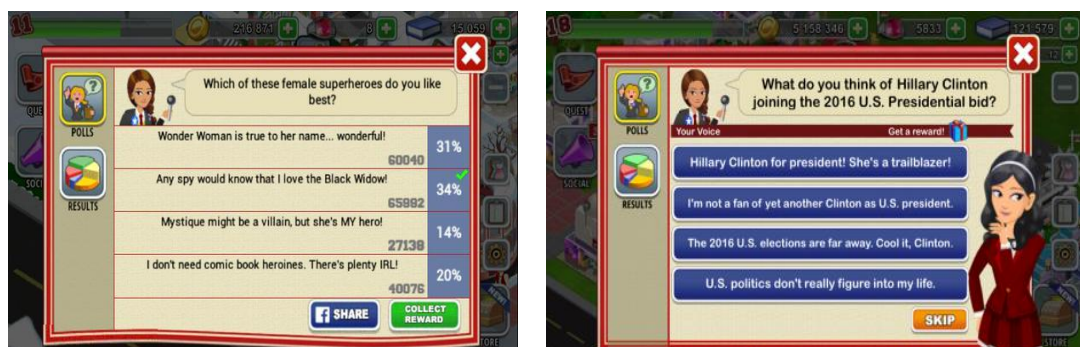 11
216 871
8
15 059
Which of these female superheroes do you like
best?
POLLS
RESULTS
Wonder Woman is true to her name... wonderful!
60040
31%
Any spy would know that I love the Black Widow!
65892
34%
Mystique might be a villain, but she's MY hero!
27138
14%
I don't need comic book heroines. There's plenty IRL!
40076
20%
SHARE
COLLECT
REWARD
18
5 158 346
5833
121 579
12
What do you think of Hillary Clinton
joining the 2016 U.S. Presidential bid?
QUEST
POLLS
Your Voice
Get a reward!
SOCIAL
RESULTS
Hillary Clinton for president! She's a trailblazer!
I'm not a fan of yet another Clinton as U.S. president.
The 2016 U.S. elections are far away. Cool it, Clinton.
U.S. politics don't really figure into my life.
SKIP
STORE